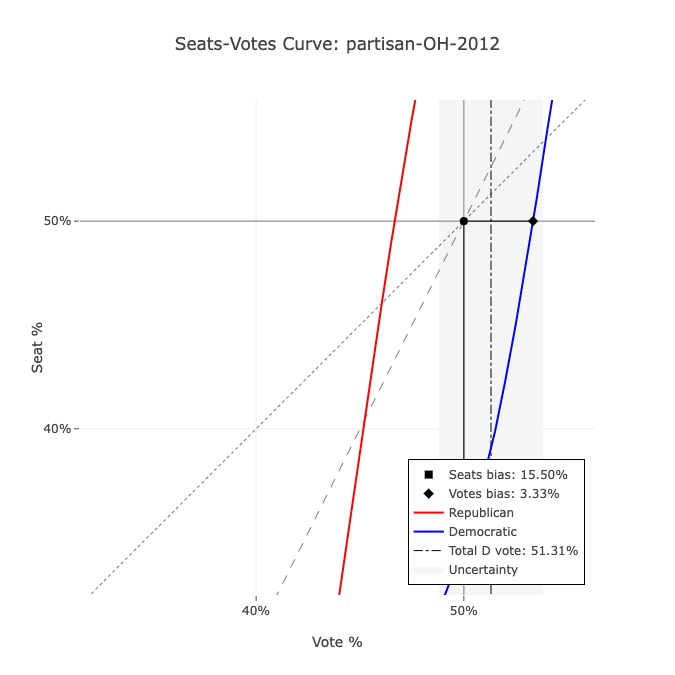 Seats-Votes Curve: partisan-OH-2012
50%
Seat %
40%
Seats bias: 15.50%
Votes bias: 3.33%
Republican
Democratic
Total D vote: 51.31%
Uncertainty
40%
50%
Vote %